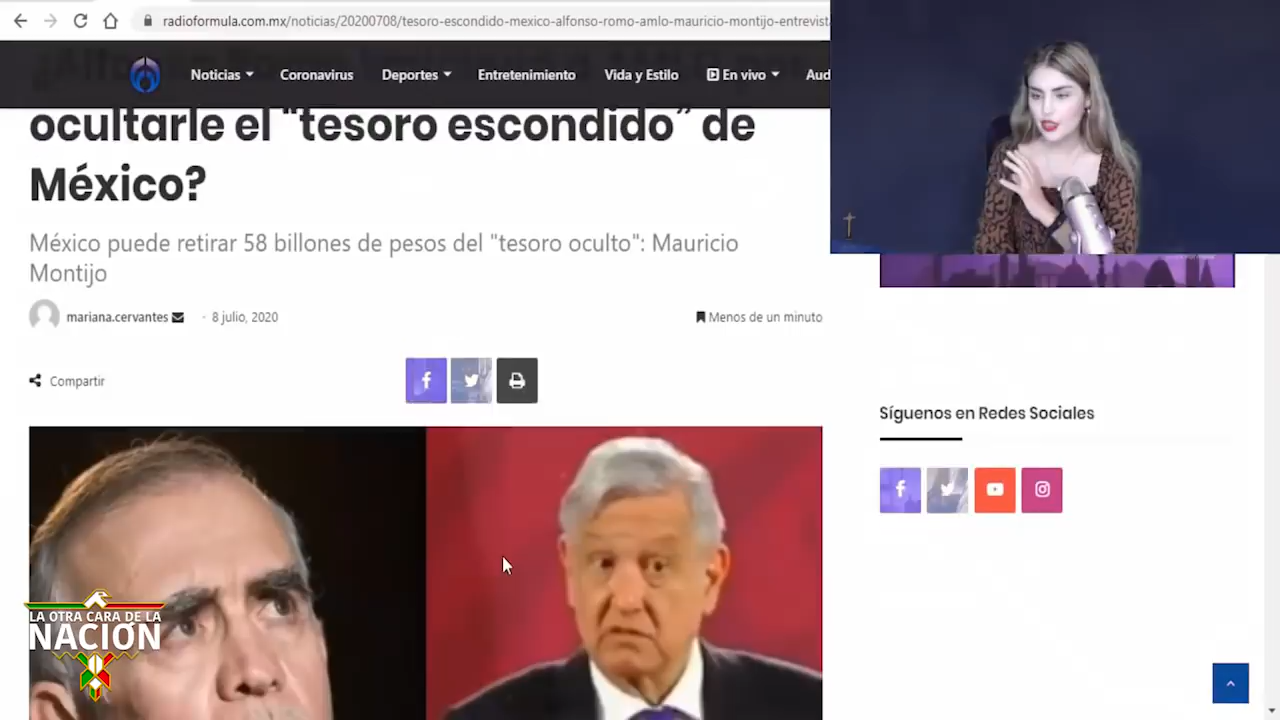 radioformula.com.mx/noticias/20200708/tesoro-escondido-mexico-alfonso-romo-amlo-mauricio-montijo-entrevist
Noticias Coronavirus Deportes Entretenimiento Vida y Estilo En vivo Aud
ocultarle el “tesoro escondido” de
México?
México puede retirar 58 billones de pesos del "tesoro oculto": Mauricio
Montijo
mariana.cervantes · 8 julio, 2020 Menos de un minuto
Compartir
Síguenos en Redes Sociales
LA OTRA CARA DE LA
NACIÓN